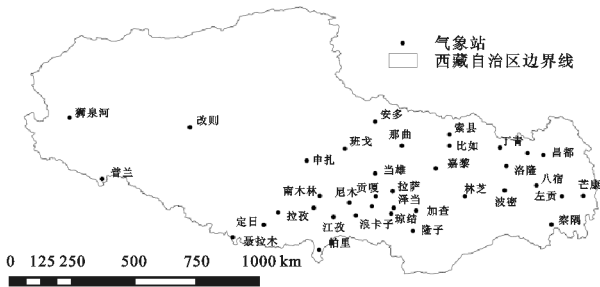 气象站
西藏自治区边界线
狮泉河
改则
安多
班戈
那曲
索县
比如
丁青
昌都
申扎
当雄
嘉黎
洛隆
普兰
八宿
芒康
南木林
尼木
贡嘎
拉萨
泽当
林芝
波密
左贡
定日
拉孜
江孜
浪卡子
琼结
加查
察隅
聂拉木
帕里
隆子
0 125 250 500 750 1000 km